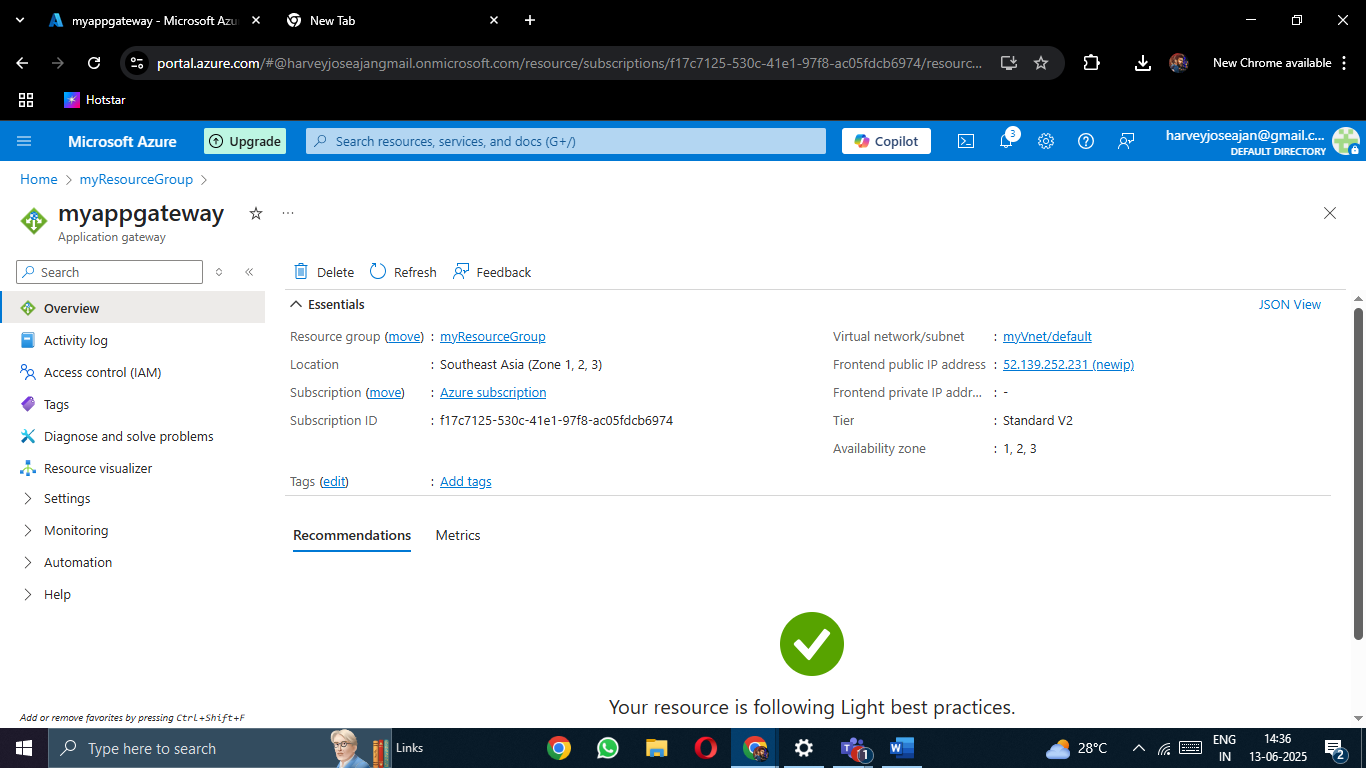 myappgateway - Microsoft Azu
New Tab
portal.azure.com/#@harveyjoseajangmail.onmicrosoft.com/resource/subscriptions/f17c7125-530c-41e1-97f8-ac05fdcb6974/resourc...
New Chrome available
Hotstar
Microsoft Azure
Upgrade
Search resources, services, and docs (G+/)
Copilot
3
harveyjoseajan@gmail.c...
DEFAULT DIRECTORY
Home > myResourceGroup >
myappgateway
Application gateway
Search
Delete
Refresh
Feedback
Overview
Activity log
Access control (IAM)
Tags
Diagnose and solve problems
Resource visualizer
Settings
Monitoring
Automation
Help
Add or remove favorites by pressing Ctrl+Shift+F
Essentials
JSON View
Resource group (move) : myResourceGroup
Location : Southeast Asia (Zone 1, 2, 3)
Subscription (move) : Azure subscription
Subscription ID : f17c7125-530c-41e1-97f8-ac05fdcb6974
Virtual network/subnet : myVnet/default
Frontend public IP address : 52.139.252.231 (newip)
Frontend private IP addr... : -
Tier : Standard V2
Availability zone : 1, 2, 3
Tags (edit) : Add tags
Recommendations
Metrics
Your resource is following Light best practices.
Type here to search
Links
1
28°C
ENG
IN
14:36
13-06-2025
2